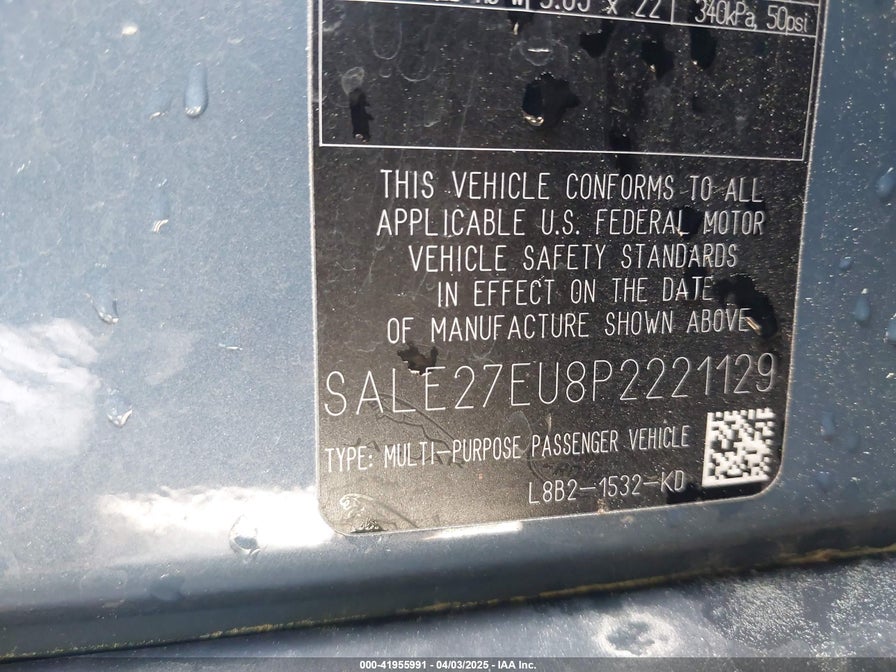 x 22 340kPa, 50psi
THIS VEHICLE CONFORMS TO ALL
APPLICABLE U.S. FEDERAL MOTOR
VEHICLE SAFETY STANDARDS
IN EFFECT ON THE DATE
OF MANUFACTURE SHOWN ABOVE
SALE27EU8P2221129
TYPE: MULTI-PURPOSE PASSENGER VEHICLE
L8B2-1532-KD
000-41955991 - 04/03/2025 - IAA Inc.